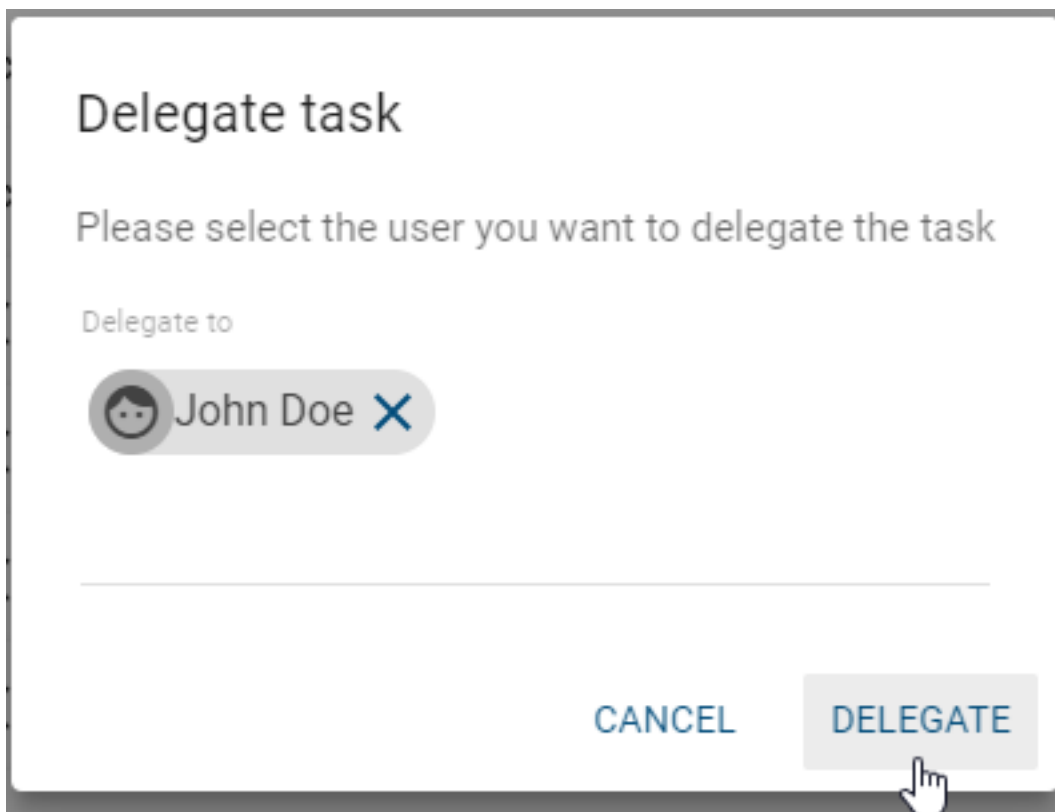 Delegate task
Please select the user you want to delegate the task
Delegate to
John Doe
CANCEL DELEGATE